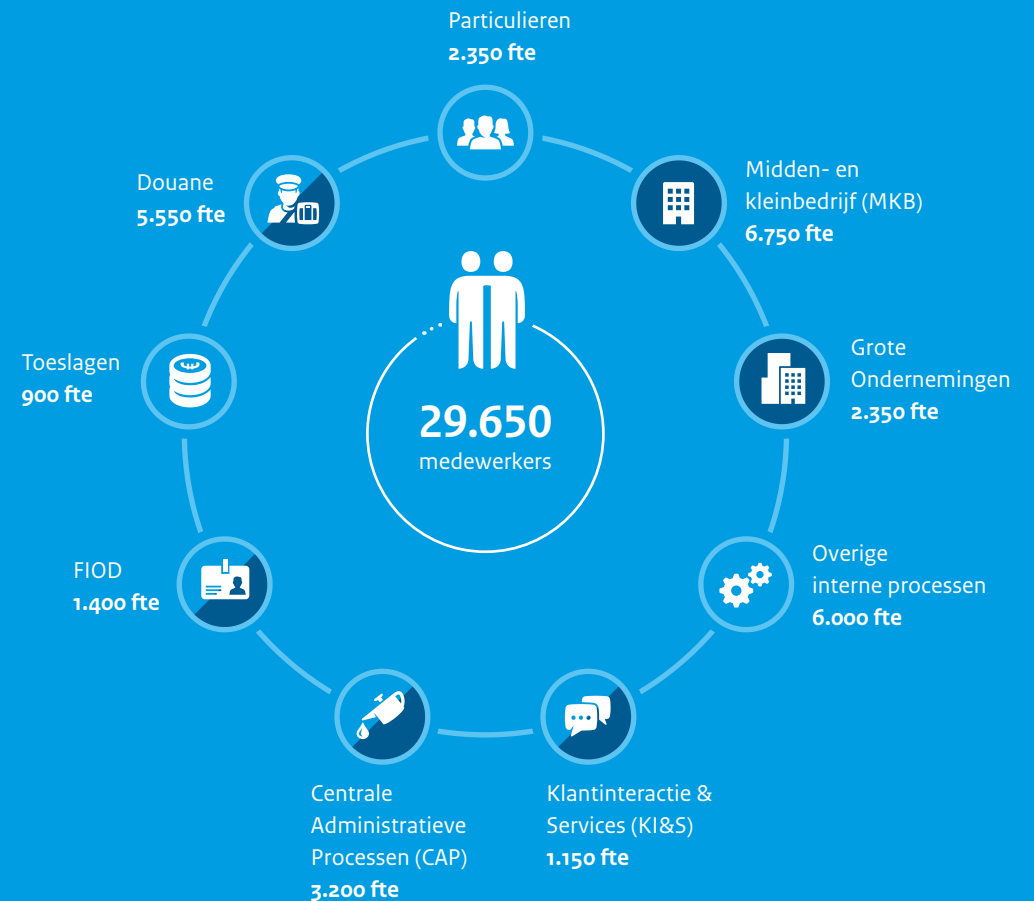 Particulieren
2.350 fte
Midden- en
kleinbedrijf (MKB)
6.750 fte
Grote
Ondernemingen
2.350 fte
Overige
interne processen
6.000 fte
Klantinteractie &
Services (KI&S)
1.150 fte
Centrale
Administratieve
Processen (CAP)
3.200 fte
FIOD
1.400 fte
Toeslagen
900 fte
Douane
5.550 fte
29.650
medewerkers